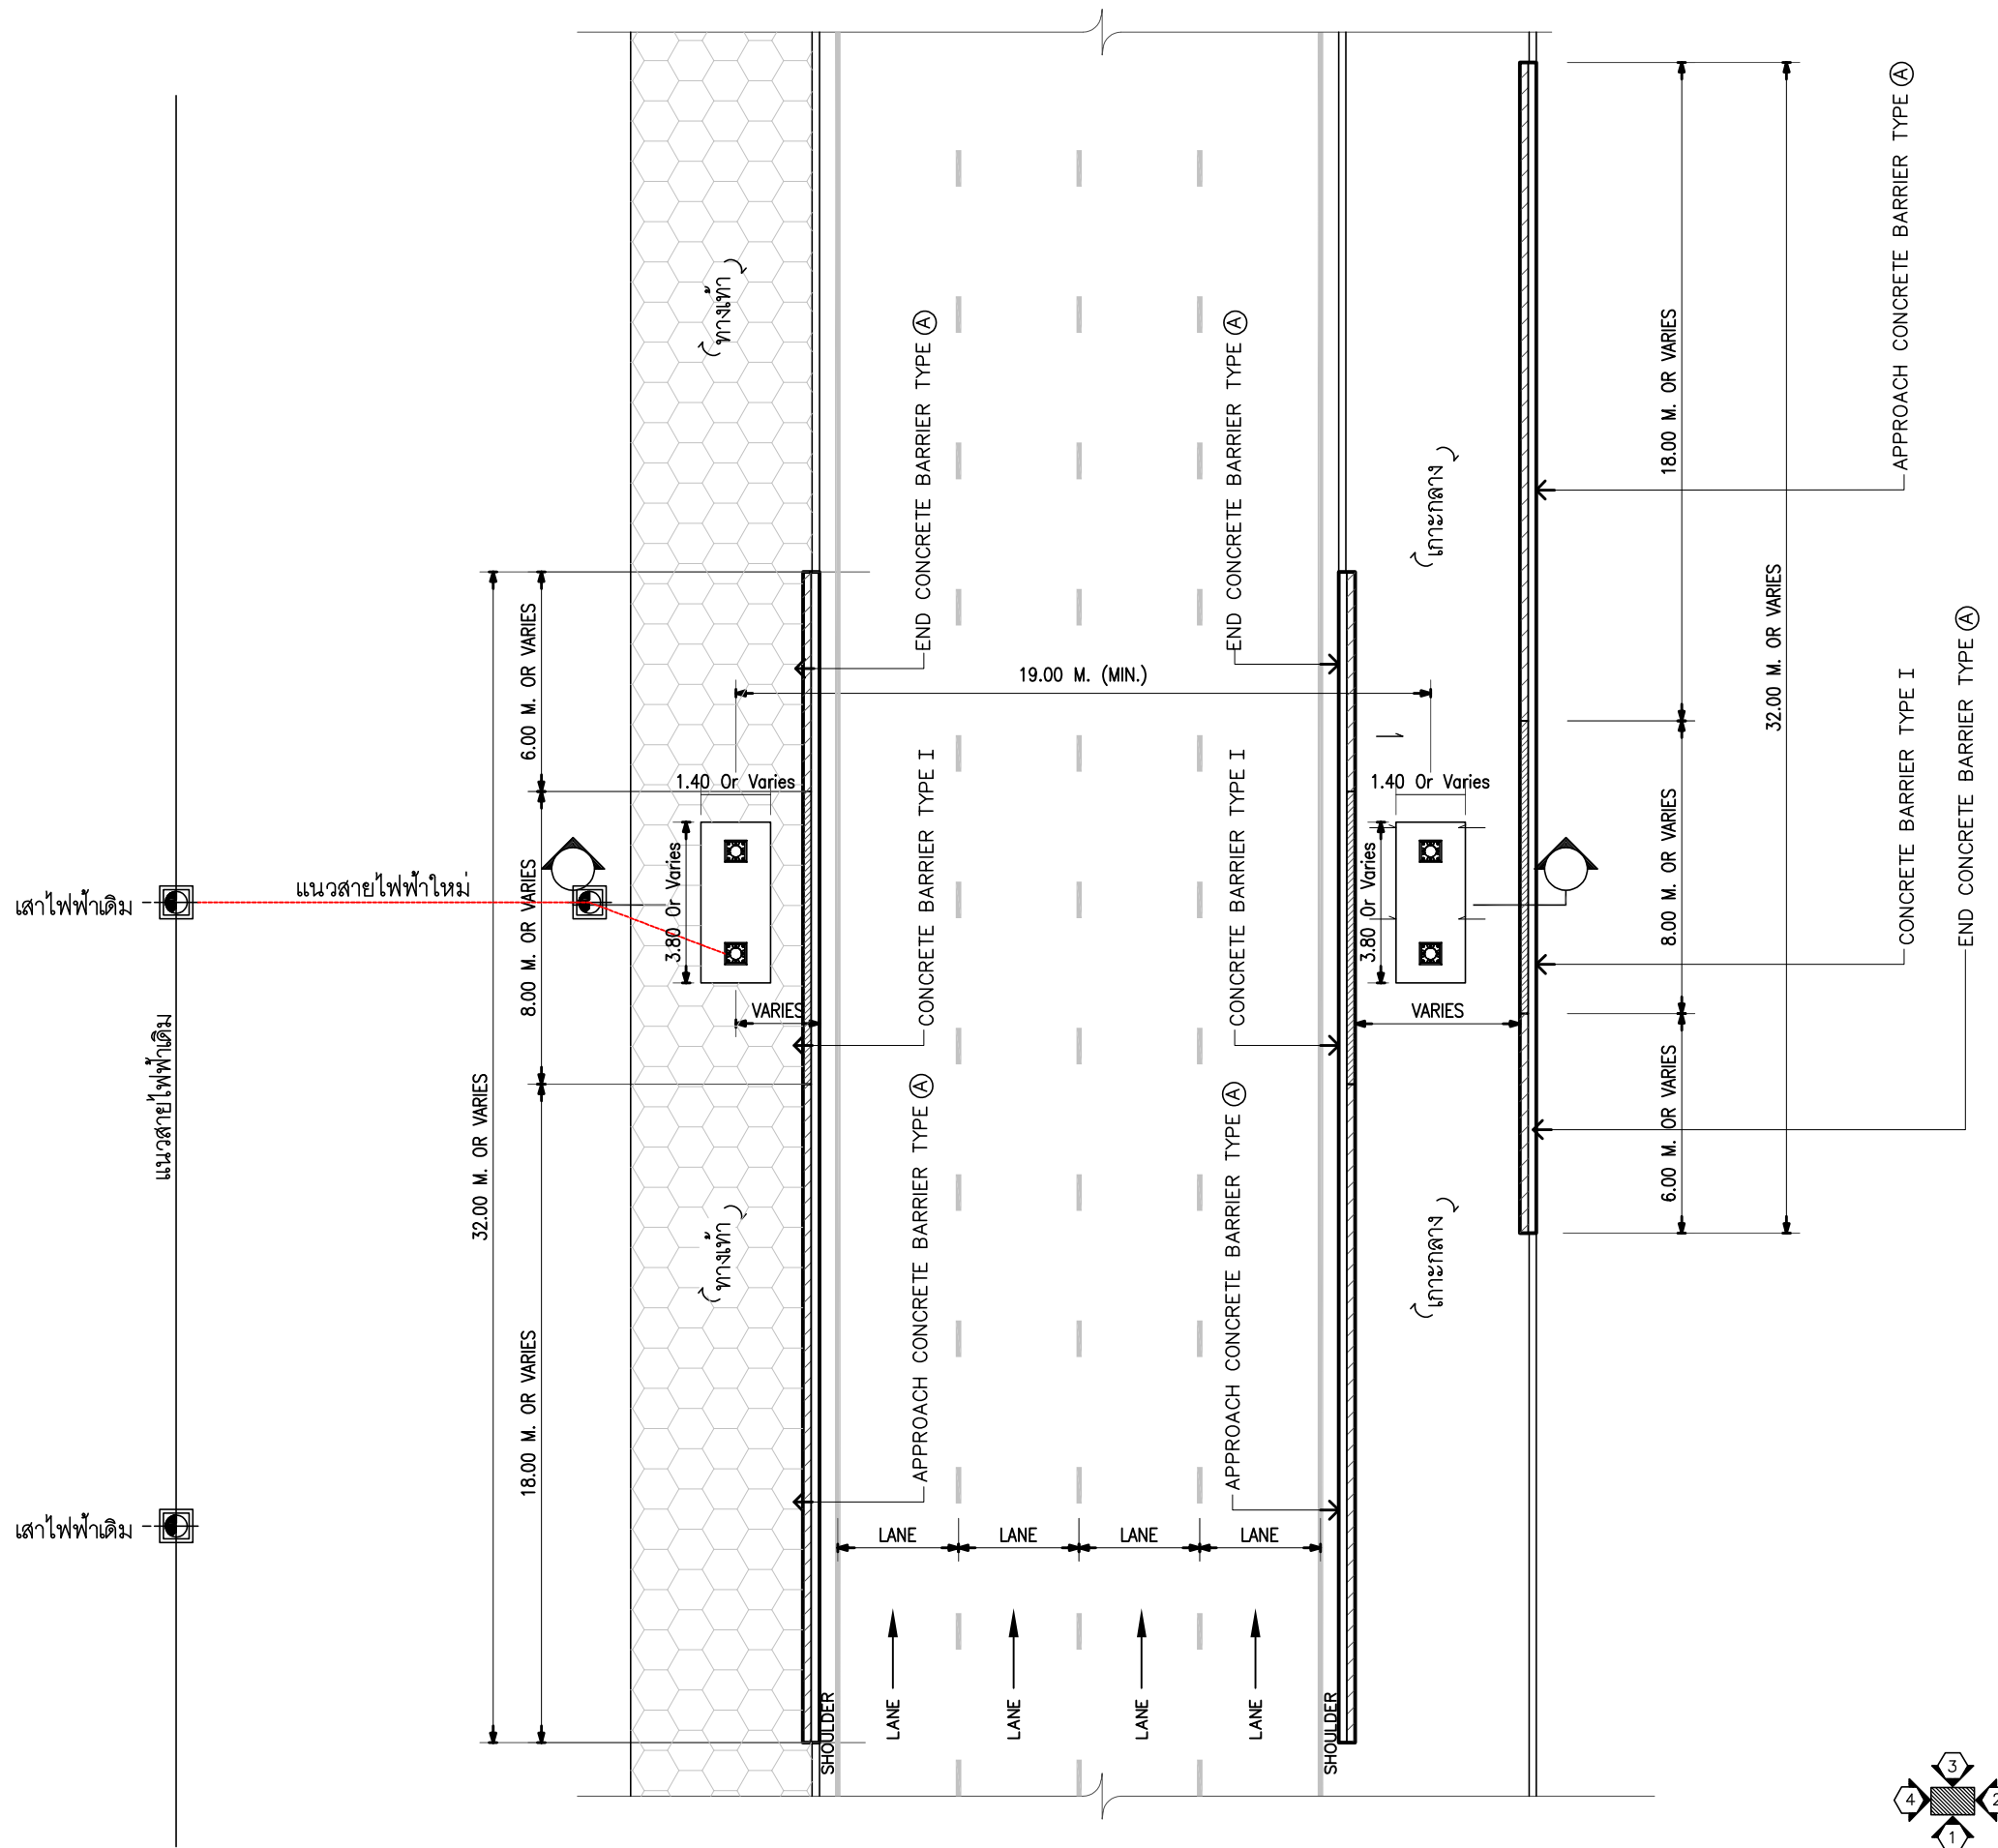 APPROACH CONCRETE BARRIER TYPE A
(ทางเท้า)
END CONCRETE BARRIER TYPE A
END CONCRETE BARRIER TYPE A
18.00 M. OR VARIES
(เกาะกลาง)
32.00 M. OR VARIES
6.00 M. OR VARIES
19.00 M. (MIN.)
CONCRETE BARRIER TYPE I
END CONCRETE BARRIER TYPE A
1.40 Or Varies
CONCRETE BARRIER TYPE I
CONCRETE BARRIER TYPE I
1.40 Or Varies
เสาไฟฟ้าเดิม
แนวสายไฟฟ้าใหม่
8.00 M. OR VARIES
3.80 Or Varies
3.80 Or Varies
8.00 M. OR VARIES
VARIES
VARIES
แนวสายไฟฟ้าเดิม
32.00 M. OR VARIES
6.00 M. OR VARIES
(ทางเท้า)
APPROACH CONCRETE BARRIER TYPE A
APPROACH CONCRETE BARRIER TYPE A
(เกาะกลาง)
18.00 M. OR VARIES
เสาไฟฟ้าเดิม
LANE
LANE
LANE
LANE
SHOULDER
LANE
LANE
LANE
LANE
SHOULDER
3
4
2
1